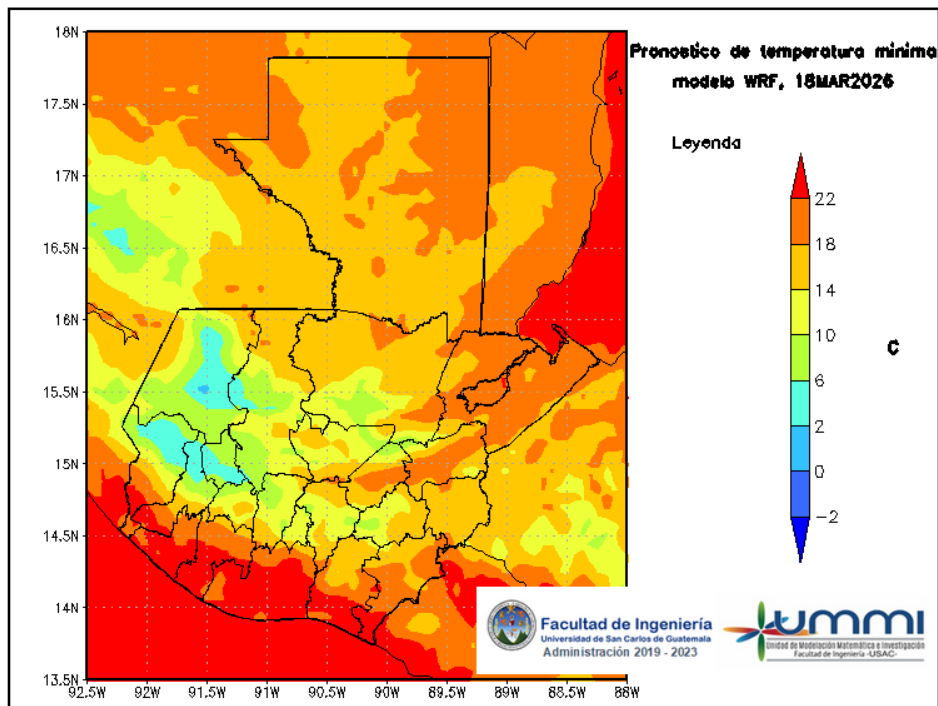 Pronostico de temperatura minima
modelo WRF, 18MAR2026
Leyenda
22
18
14
10
6
2
0
−2
C
18N
17.5N
17N
16.5N
16N
15.5N
15N
14.5N
14N
13.5N
92.5W
92W
91.5W
91W
90.5W
90W
89.5W
89W
88.5W
88W
Facultad de Ingeniería
Universidad de San Carlos de Guatemala
Administración 2019 - 2023
ummi
Unidad de Modelación Matemática e Investigación
Facultad de Ingeniería -USAC-